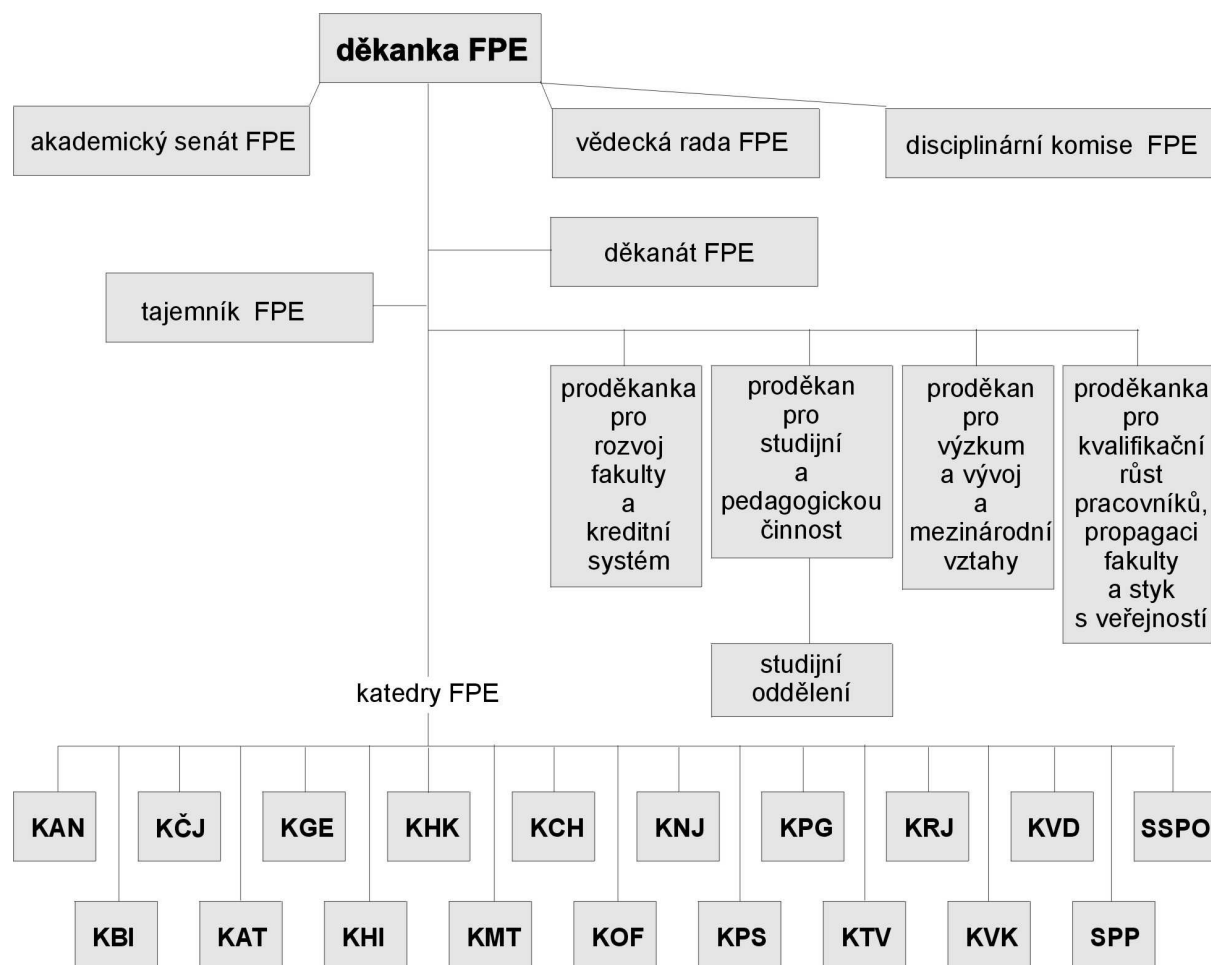 děkanka FPE
akademický senát FPE
vědecká rada FPE
disciplinární komise FPE
děkanát FPE
tajemník FPE
proděkanka
pro
rozvoj
fakulty
a
kreditní
systém
proděkan
pro
studijní
a
pedagogickou
činnost
proděkan
pro
výzkum
a vývoj
a
mezinárodní
vztahy
proděkanka
pro
kvalifikační
růst
pracovníků,
propagaci
fakulty
a styk
s veřejností
studijní
oddělení
katedry FPE
KAN
KČJ
KGE
KHK
KCH
KNJ
KPG
KRJ
KVD
SSPO
KBI
KAT
KHI
KMT
KOF
KPS
KTV
KVK
SPP